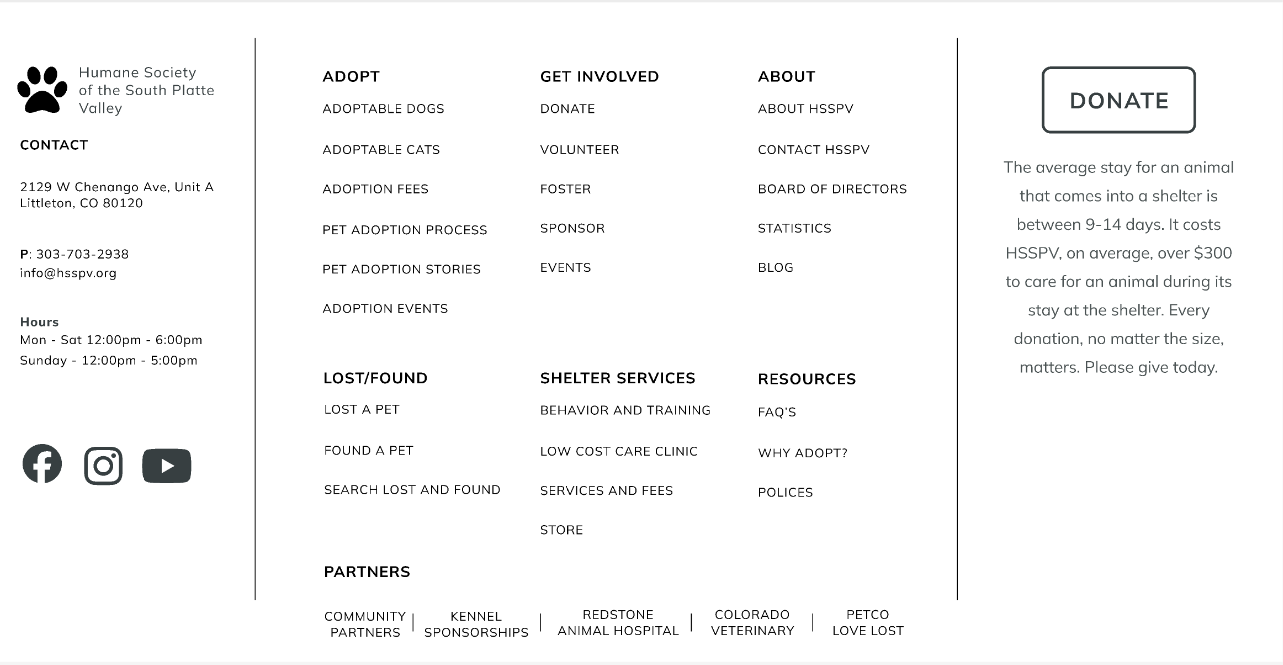 Humane Society
of the South Platte
Valley
CONTACT
2129 W Chenango Ave, Unit A
Littleton, CO 80120
P: 303-703-2938
info@hsspv.org
Hours
Mon - Sat 12:00pm - 6:00pm
Sunday - 12:00pm - 5:00pm
ADOPT
ADOPTABLE DOGS
ADOPTABLE CATS
ADOPTION FEES
PET ADOPTION PROCESS
PET ADOPTION STORIES
ADOPTION EVENTS
GET INVOLVED
DONATE
VOLUNTEER
FOSTER
SPONSOR
EVENTS
ABOUT
ABOUT HSSPV
CONTACT HSSPV
BOARD OF DIRECTORS
STATISTICS
BLOG
LOST/FOUND
LOST A PET
FOUND A PET
SEARCH LOST AND FOUND
SHELTER SERVICES
BEHAVIOR AND TRAINING
LOW COST CARE CLINIC
SERVICES AND FEES
STORE
RESOURCES
FAQ'S
WHY ADOPT?
POLICES
PARTNERS
COMMUNITY
PARTNERS
KENNEL
SPONSORSHIPS
REDSTONE
ANIMAL HOSPITAL
COLORADO
VETERINARY
PETCO
LOVE LOST
DONATE
The average stay for an animal
that comes into a shelter is
between 9-14 days. It costs
HSSPV, on average, over $300
to care for an animal during its
stay at the shelter. Every
donation, no matter the size,
matters. Please give today.